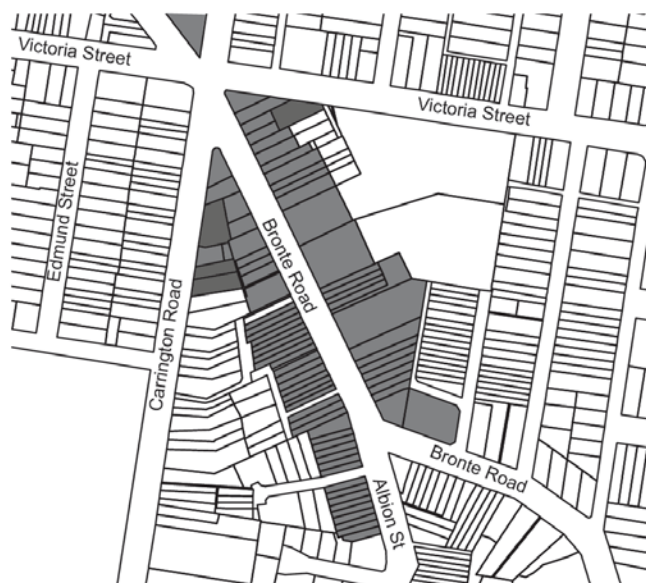 Victoria Street
Victoria Street
Edmund Street
Bronte Road
Carrington Road
Bronte Road
Albion St